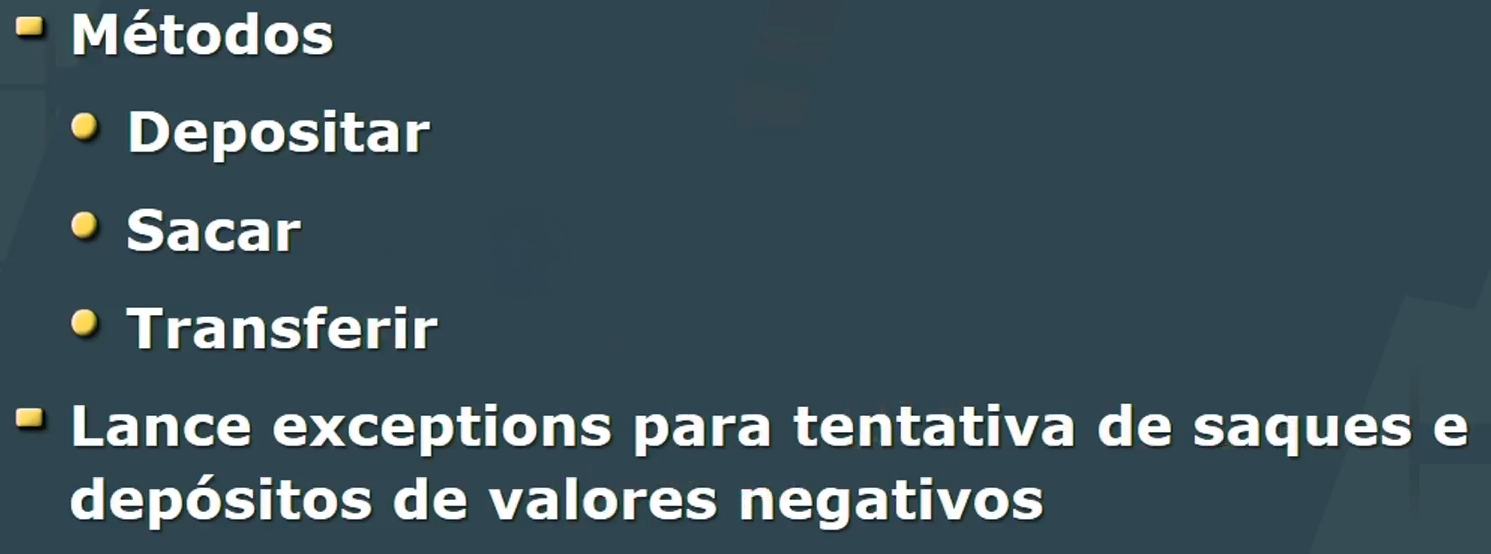 Métodos
Depositar
Sacar
Transferir
Lance exceptions para tentativa de saques e
depósitos de valores negativos